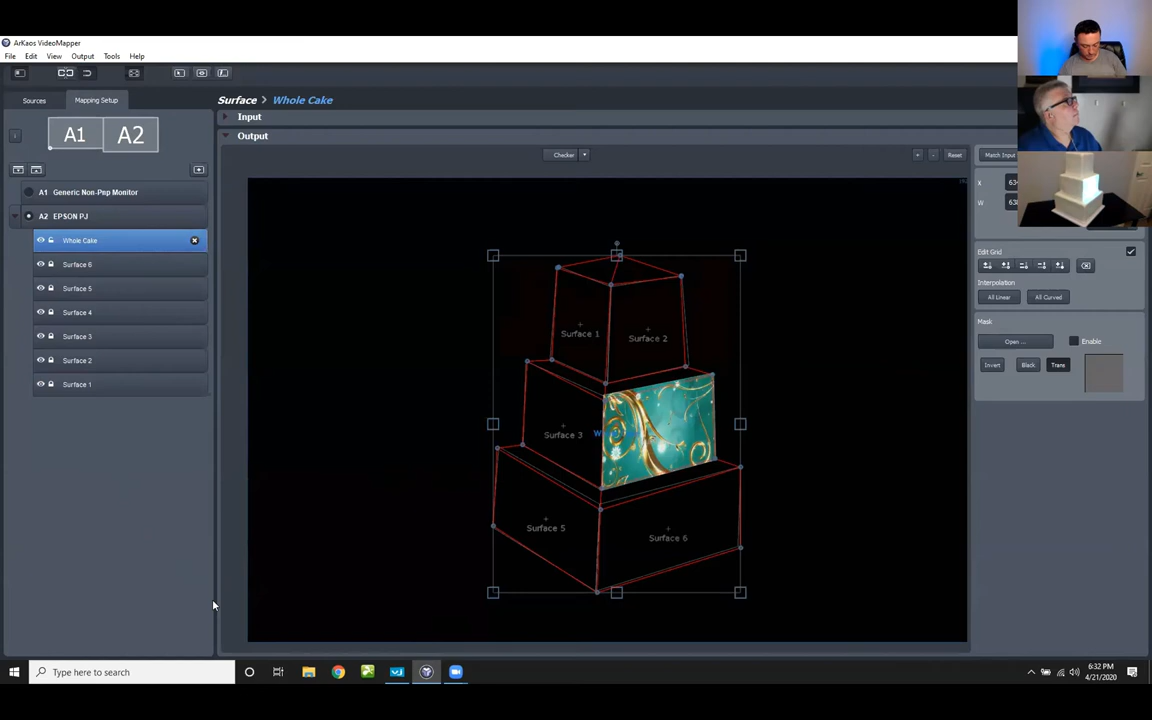 ArKaos VideoMapper
File Edit View Output Tools Help
Sources Mapping Setup
Surface > Whole Cake
Input
Output
A1 A2
Checker
+ - Reset
Match Input
X
W
A1 Generic Non-Pnp Monitor
A2 EPSON PJ
Whole Cake
Surface 6
Surface 5
Surface 4
Surface 3
Surface 2
Surface 1
Edit Grid
Interpolation
All Linear All Curved
Mask
Open ... Enable
Invert Black Trans
Surface 1
Surface 2
Surface 3
Surface 5
Surface 6
Type here to search
6:32 PM
4/21/2020